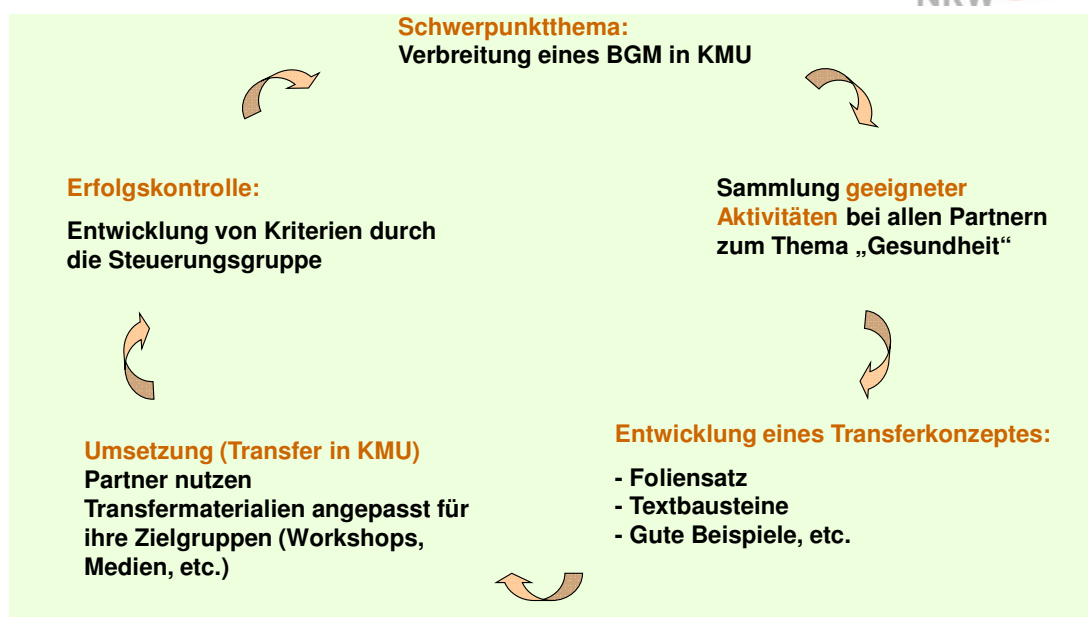 NRW
Schwerpunktthema:
Verbreitung eines BGM in KMU
Sammlung geeigneter
Aktivitäten bei allen Partnern
zum Thema „Gesundheit“
Entwicklung eines Transferkonzeptes:
- Foliensatz
- Textbausteine
- Gute Beispiele, etc.
Umsetzung (Transfer in KMU)
Partner nutzen
Transfermaterialien angepasst für
ihre Zielgruppen (Workshops,
Medien, etc.)
Erfolgskontrolle:
Entwicklung von Kriterien durch
die Steuerungsgruppe